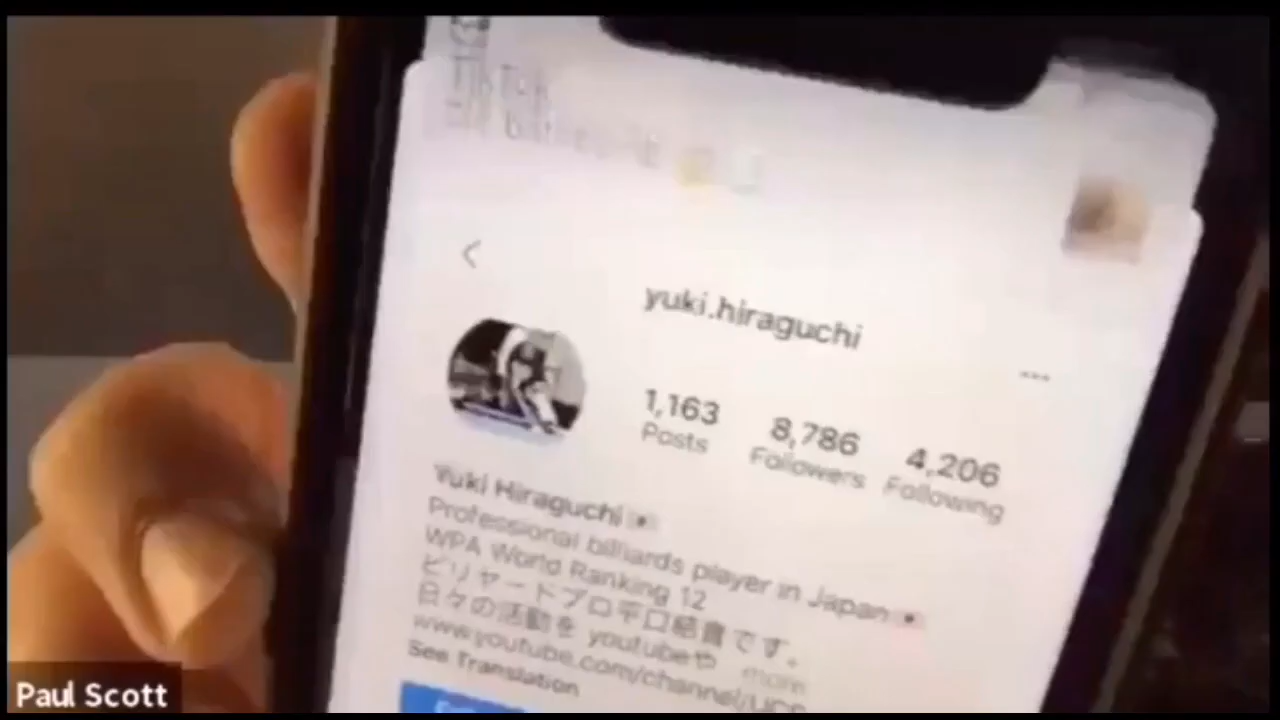 yuki.hiraguchi
1,163 8,786 4,206
Posts Followers Following
Yuki Hiraguchi
Professional billiards player in Japan
WPA World Ranking 12
ビリヤードプロ平口結貴です。
日々の活動を youtubeや more
www.youtube.com/channel/UCP
See Translation
Paul Scott